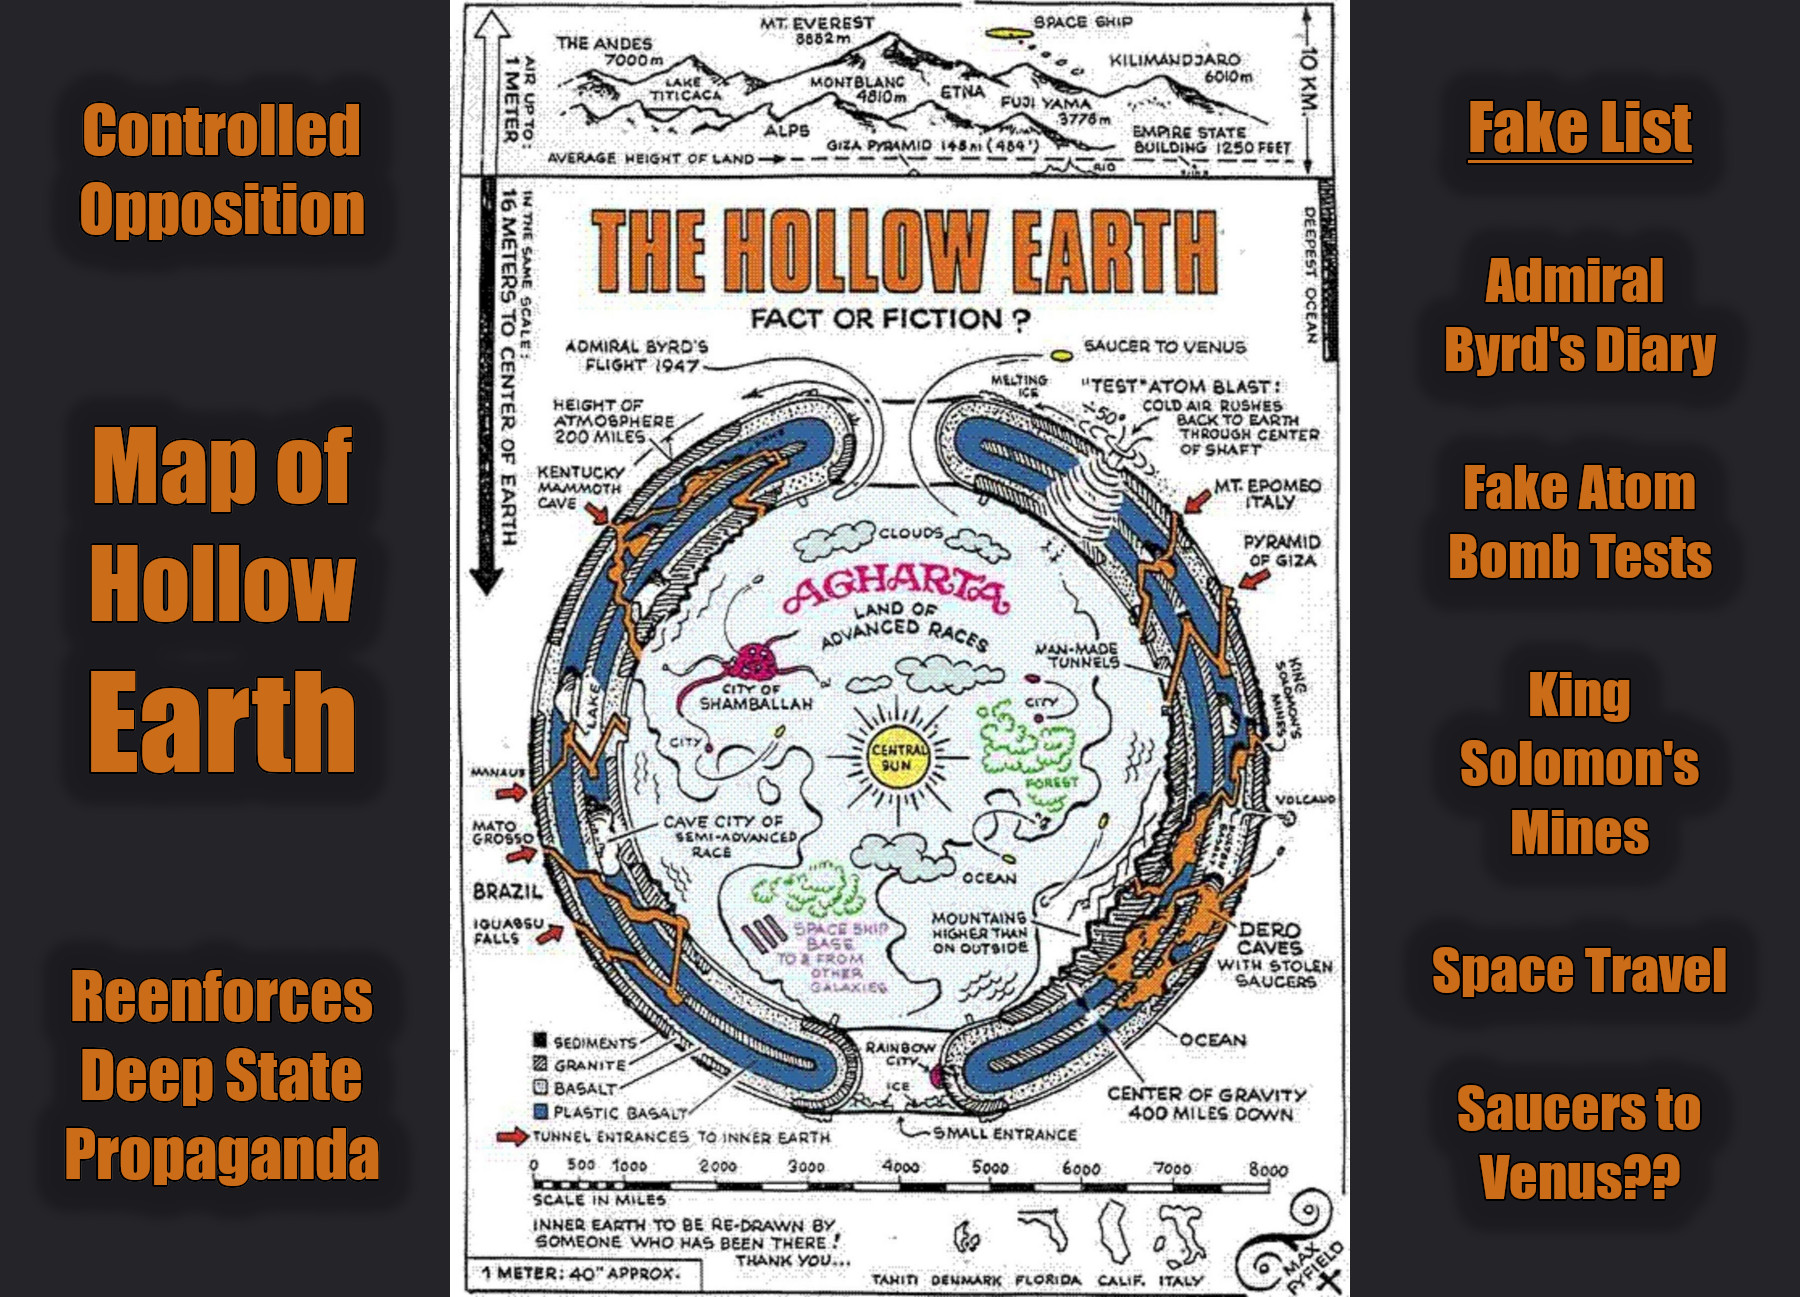 Controlled
Opposition
Map of
Hollow
Earth
Reenforces
Deep State
Propaganda
AIR UP TO:
1 METER
THE ANDES
7000m
LAKE
TITICACA
MT. EVEREST
8882m
MONTBLANC
4810m
ALPS
ETNA
SPACE SHIP
FUJI YAMA
3776m
KILIMANDJARO
6010m
10 KM.
GIZA PYRAMID 148m (484')
EMPIRE STATE
BUILDING 1250 FEET
AVERAGE HEIGHT OF LAND
RIO
IN THE SAME SCALE:
16 METERS TO CENTER OF EARTH
DEEPEST OCEAN
THE HOLLOW EARTH
FACT OR FICTION?
ADMIRAL BYRD'S
FLIGHT 1947
SAUCER TO VENUS
HEIGHT OF
ATMOSPHERE
200 MILES
MELTING
ICE
"TEST" ATOM BLAST!
-50°
COLD AIR RUSHES
BACK TO EARTH
THROUGH CENTER
OF SHAFT
KENTUCKY
MAMMOTH
CAVE
MT. EPOMEO
ITALY
PYRAMID
OF GIZA
CLOUDS
AGHARTA
LAND OF
ADVANCED RACES
MAN-MADE
TUNNELS
CITY OF
SHAMBALLAH
CITY
CITY
KING
SOLOMON'S
MINES
LAKE
CENTRAL
SUN
FOREST
MANAUS
VOLCANO
MATO
GROSSO
CAVE CITY OF
SEMI-ADVANCED
RACE
BRAZIL
OCEAN
IGUASSU
FALLS
SPACE SHIP
BASE
TO & FROM
OTHER
GALAXIES
MOUNTAINS
HIGHER THAN
ON OUTSIDE
DERO
CAVES
WITH STOLEN
SAUCERS
SEDIMENTS
GRANITE
BASALT
PLASTIC BASALT
TUNNEL ENTRANCES TO INNER EARTH
RAINBOW
CITY
ICE
SMALL ENTRANCE
OCEAN
CENTER OF GRAVITY
400 MILES DOWN
0 500 1000 2000 3000 4000 5000 6000 7000 8000
SCALE IN MILES
INNER EARTH TO BE RE-DRAWN BY
SOMEONE WHO HAS BEEN THERE!
THANK YOU...
1 METER: 40" APPROX.
TAHITI DENMARK FLORIDA CALIF. ITALY
MAX
FYFIELD
Fake List
Admiral
Byrd's Diary
Fake Atom
Bomb Tests
King
Solomon's
Mines
Space Travel
Saucers to
Venus??